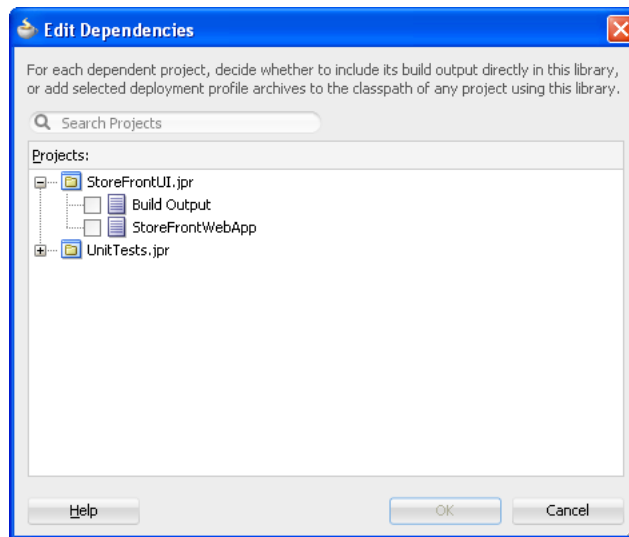 Edit Dependencies
For each dependent project, decide whether to include its build output directly in this library,
or add selected deployment profile archives to the classpath of any project using this library.
Search Projects
Projects:
StoreFrontUI.jpr
Build Output
StoreFrontWebApp
UnitTests.jpr
Help
OK
Cancel